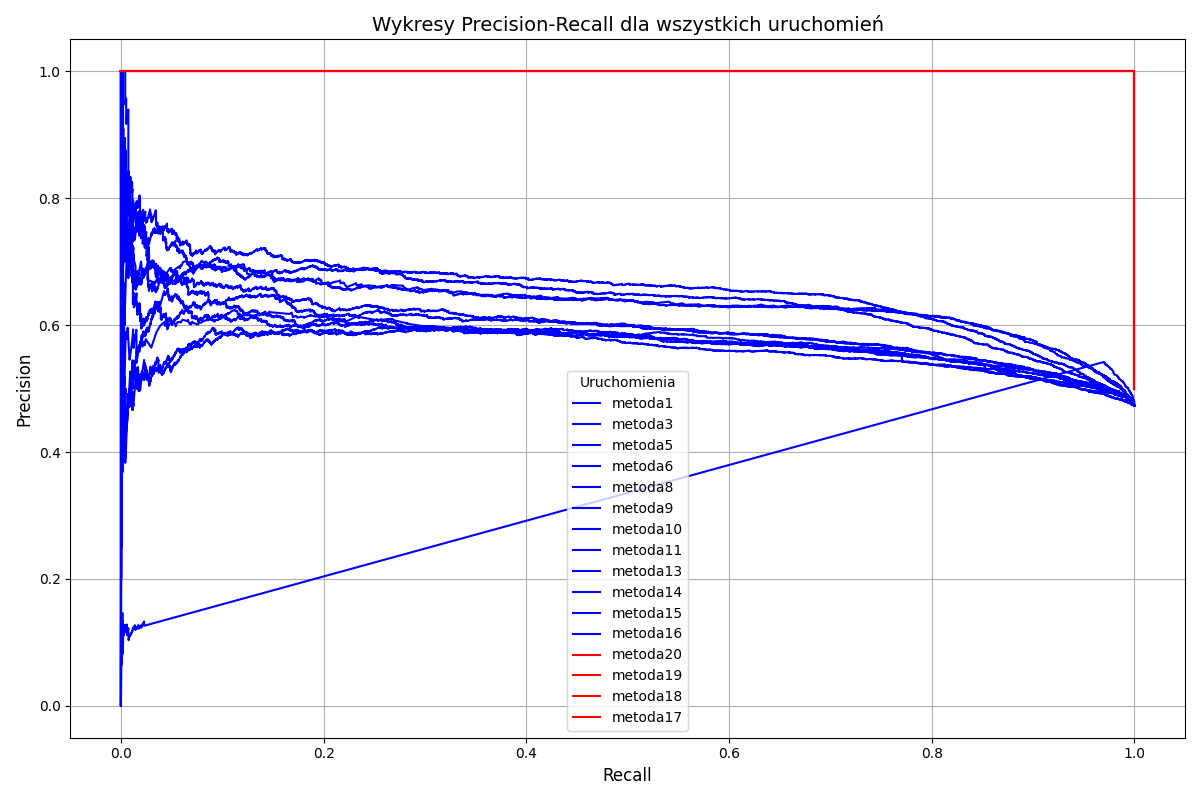 Wykresy Precision-Recall dla wszystkich uruchomień
1.0
0.8
0.6
0.4
0.2
0.0
Precision
Uruchomienia
metoda1
metoda3
metoda5
metoda6
metoda8
metoda9
metoda10
metoda11
metoda13
metoda14
metoda15
metoda16
metoda20
metoda19
metoda18
metoda17
0.0 0.2 0.4 0.6 0.8 1.0
Recall